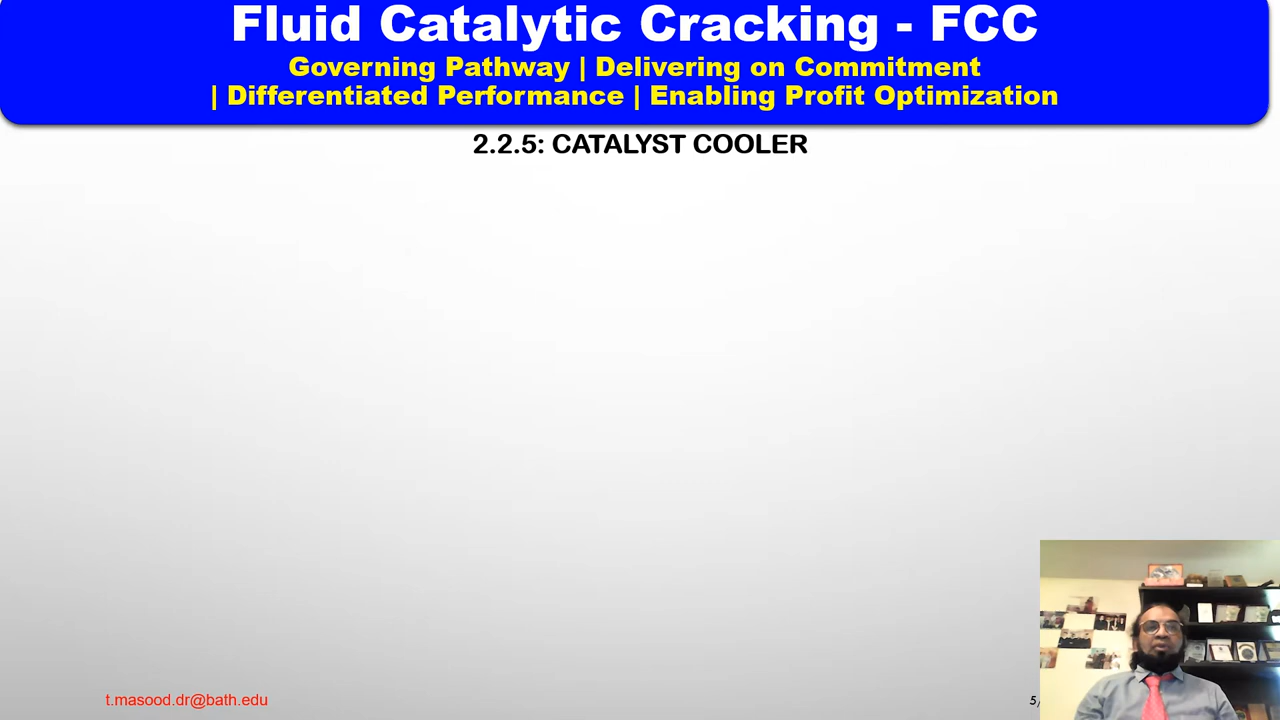 Fluid Catalytic Cracking - FCC
Governing Pathway | Delivering on Commitment
| Differentiated Performance | Enabling Profit Optimization
2.2.5: CATALYST COOLER
t.masood.dr@bath.edu
5/